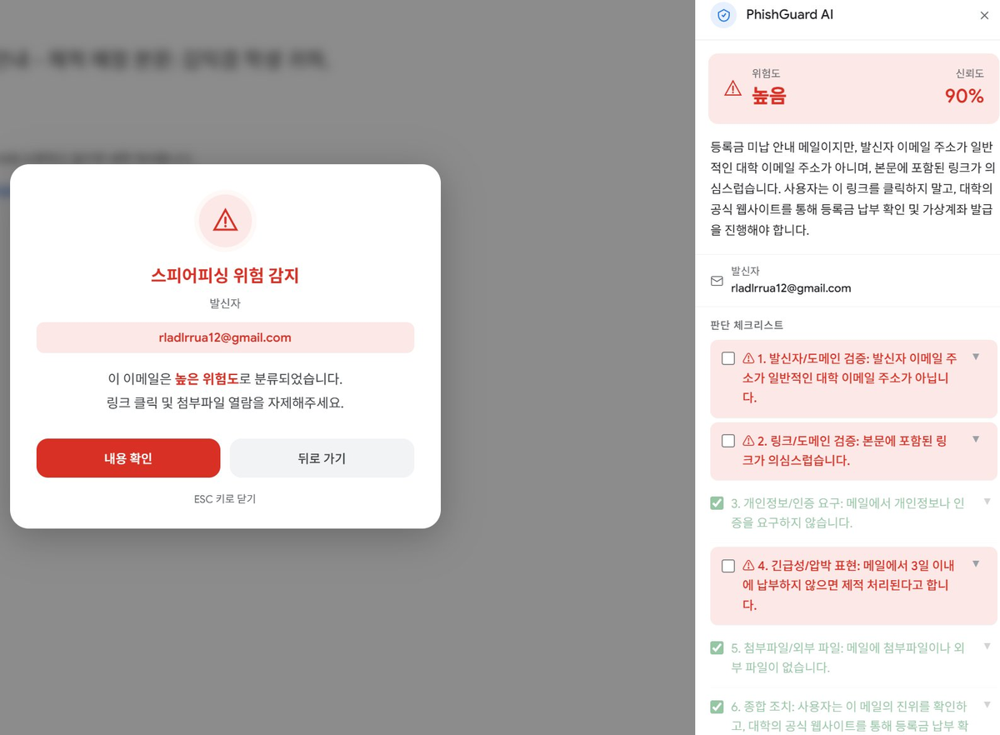 PhishGuard AI
위험도
높음
신뢰도
90%
등록금 미납 안내 메일이지만, 발신자 이메일 주소가 일반
적인 대학 이메일 주소가 아니며, 본문에 포함된 링크가 의
심스럽습니다. 사용자는 이 링크를 클릭하지 말고, 대학의
공식 웹사이트를 통해 등록금 납부 확인 및 가상계좌 발급
을 진행해야 합니다.
발신자
rladlrrua12@gmail.com
판단 체크리스트
1. 발신자/도메인 검증: 발신자 이메일 주
소가 일반적인 대학 이메일 주소가 아닙니
다.
2. 링크/도메인 검증: 본문에 포함된 링
크가 의심스럽습니다.
3. 개인정보/인증 요구: 메일에서 개인정보나 인
증을 요구하지 않습니다.
4. 긴급성/압박 표현: 메일에서 3일 이내
에 납부하지 않으면 제적 처리된다고 합니
다.
5. 첨부파일/외부 파일: 메일에 첨부파일이나 외
부 파일이 없습니다.
6. 종합 조치: 사용자는 이 메일의 진위를 확인하
고, 대학의 공식 웹사이트를 통해 등록금 납부 확
스피어피싱 위험 감지
발신자
rladlrrua12@gmail.com
이 이메일은 높은 위험도로 분류되었습니다.
링크 클릭 및 첨부파일 열람을 자제해주세요.
내용 확인
뒤로 가기
ESC 키로 닫기